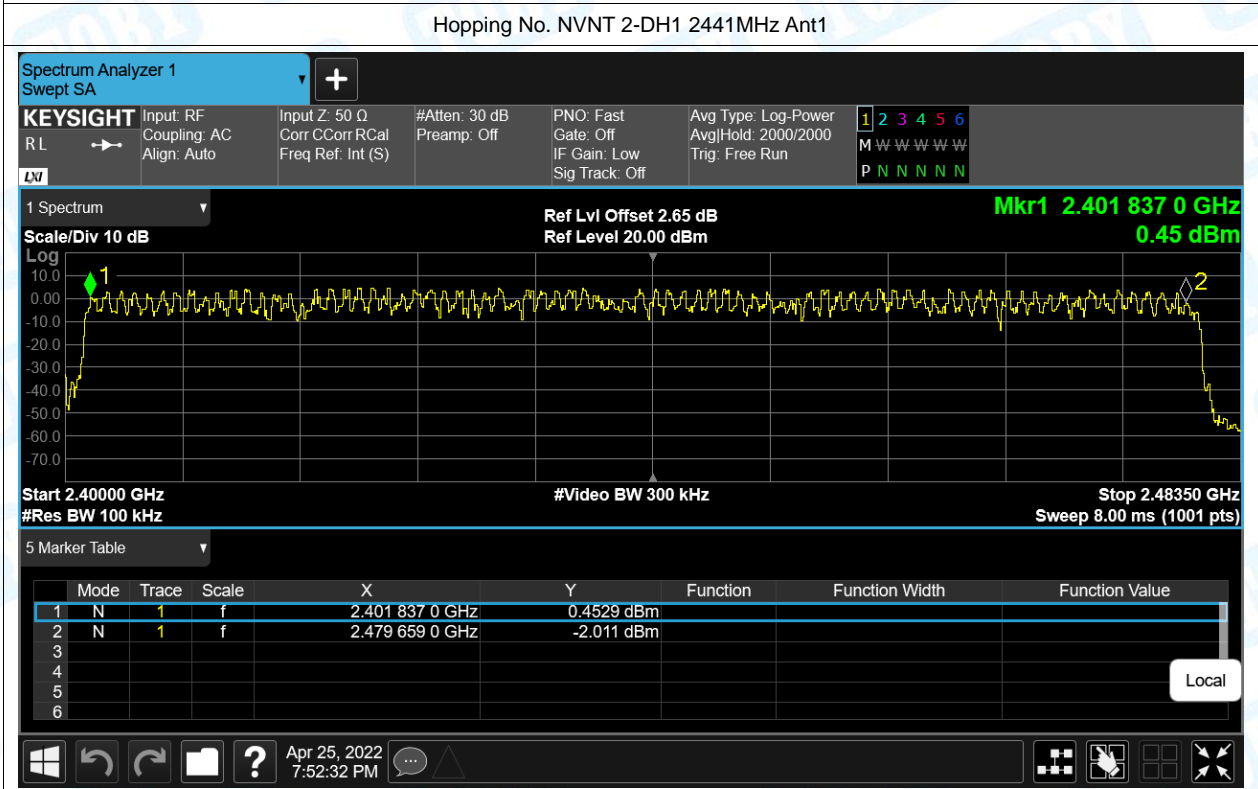 Hopping No. NVNT 2-DH1 2441MHz Ant1
Spectrum Analyzer 1
Swept SA
KEYSIGHT
RL
LXI
Input: RF
Coupling: AC
Align: Auto
Input Z: 50 Ω
Corr CCorr RCal
Freq Ref: Int (S)
#Atten: 30 dB
Preamp: Off
PNO: Fast
Gate: Off
IF Gain: Low
Sig Track: Off
Avg Type: Log-Power
Avg|Hold: 2000/2000
Trig: Free Run
1 2 3 4 5 6
M W W W W W
P N N N N N
1 Spectrum
Scale/Div 10 dB
Ref Lvl Offset 2.65 dB
Ref Level 20.00 dBm
Mkr1 2.401 837 0 GHz
0.45 dBm
Log
10.0
0.00
-10.0
-20.0
-30.0
-40.0
-50.0
-60.0
-70.0
1
2
Start 2.40000 GHz
#Video BW 300 kHz
Stop 2.48350 GHz
#Res BW 100 kHz
Sweep 8.00 ms (1001 pts)
5 Marker Table
Mode Trace Scale X Y Function Function Width Function Value
1 N 1 f 2.401 837 0 GHz 0.4529 dBm
2 N 1 f 2.479 659 0 GHz -2.011 dBm
3
4
5
6
Local
?
Apr 25, 2022
7:52:32 PM